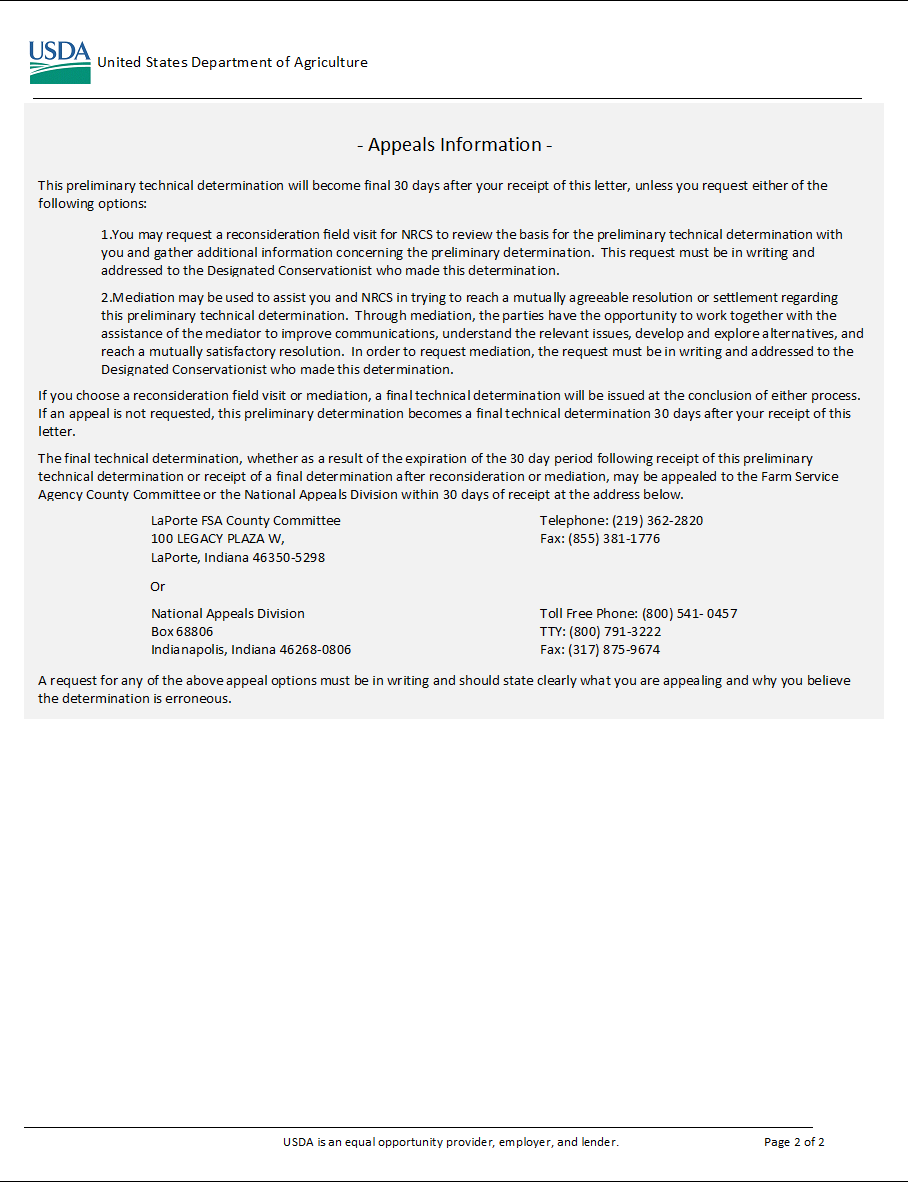 USDA
United States Department of Agriculture
- Appeals Information -
This preliminary technical determination will become final 30 days after your receipt of this letter, unless you request either of the
following options:
1.You may request a reconsideration field visit for NRCS to review the basis for the preliminary technical determination with
you and gather additional information concerning the preliminary determination. This request must be in writing and
addressed to the Designated Conservationist who made this determination.
2.Mediation may be used to assist you and NRCS in trying to reach a mutually agreeable resolution or settlement regarding
this preliminary technical determination. Through mediation, the parties have the opportunity to work together with the
assistance of the mediator to improve communications, understand the relevant issues, develop and explore alternatives, and
reach a mutually satisfactory resolution. In order to request mediation, the request must be in writing and addressed to the
Designated Conservationist who made this determination.
If you choose a reconsideration field visit or mediation, a final technical determination will be issued at the conclusion of either process.
If an appeal is not requested, this preliminary determination becomes a final technical determination 30 days after your receipt of this
letter.
The final technical determination, whether as a result of the expiration of the 30 day period following receipt of this preliminary
technical determination or receipt of a final determination after reconsideration or mediation, may be appealed to the Farm Service
Agency County Committee or the National Appeals Division within 30 days of receipt at the address below.
LaPorte FSA County Committee Telephone: (219) 362-2820
100 LEGACY PLAZA W, Fax: (855) 381-1776
LaPorte, Indiana 46350-5298
Or
National Appeals Division Toll Free Phone: (800) 541- 0457
Box 68806 TTY: (800) 791-3222
Indianapolis, Indiana 46268-0806 Fax: (317) 875-9674
A request for any of the above appeal options must be in writing and should state clearly what you are appealing and why you believe
the determination is erroneous.
USDA is an equal opportunity provider, employer, and lender. Page 2 of 2